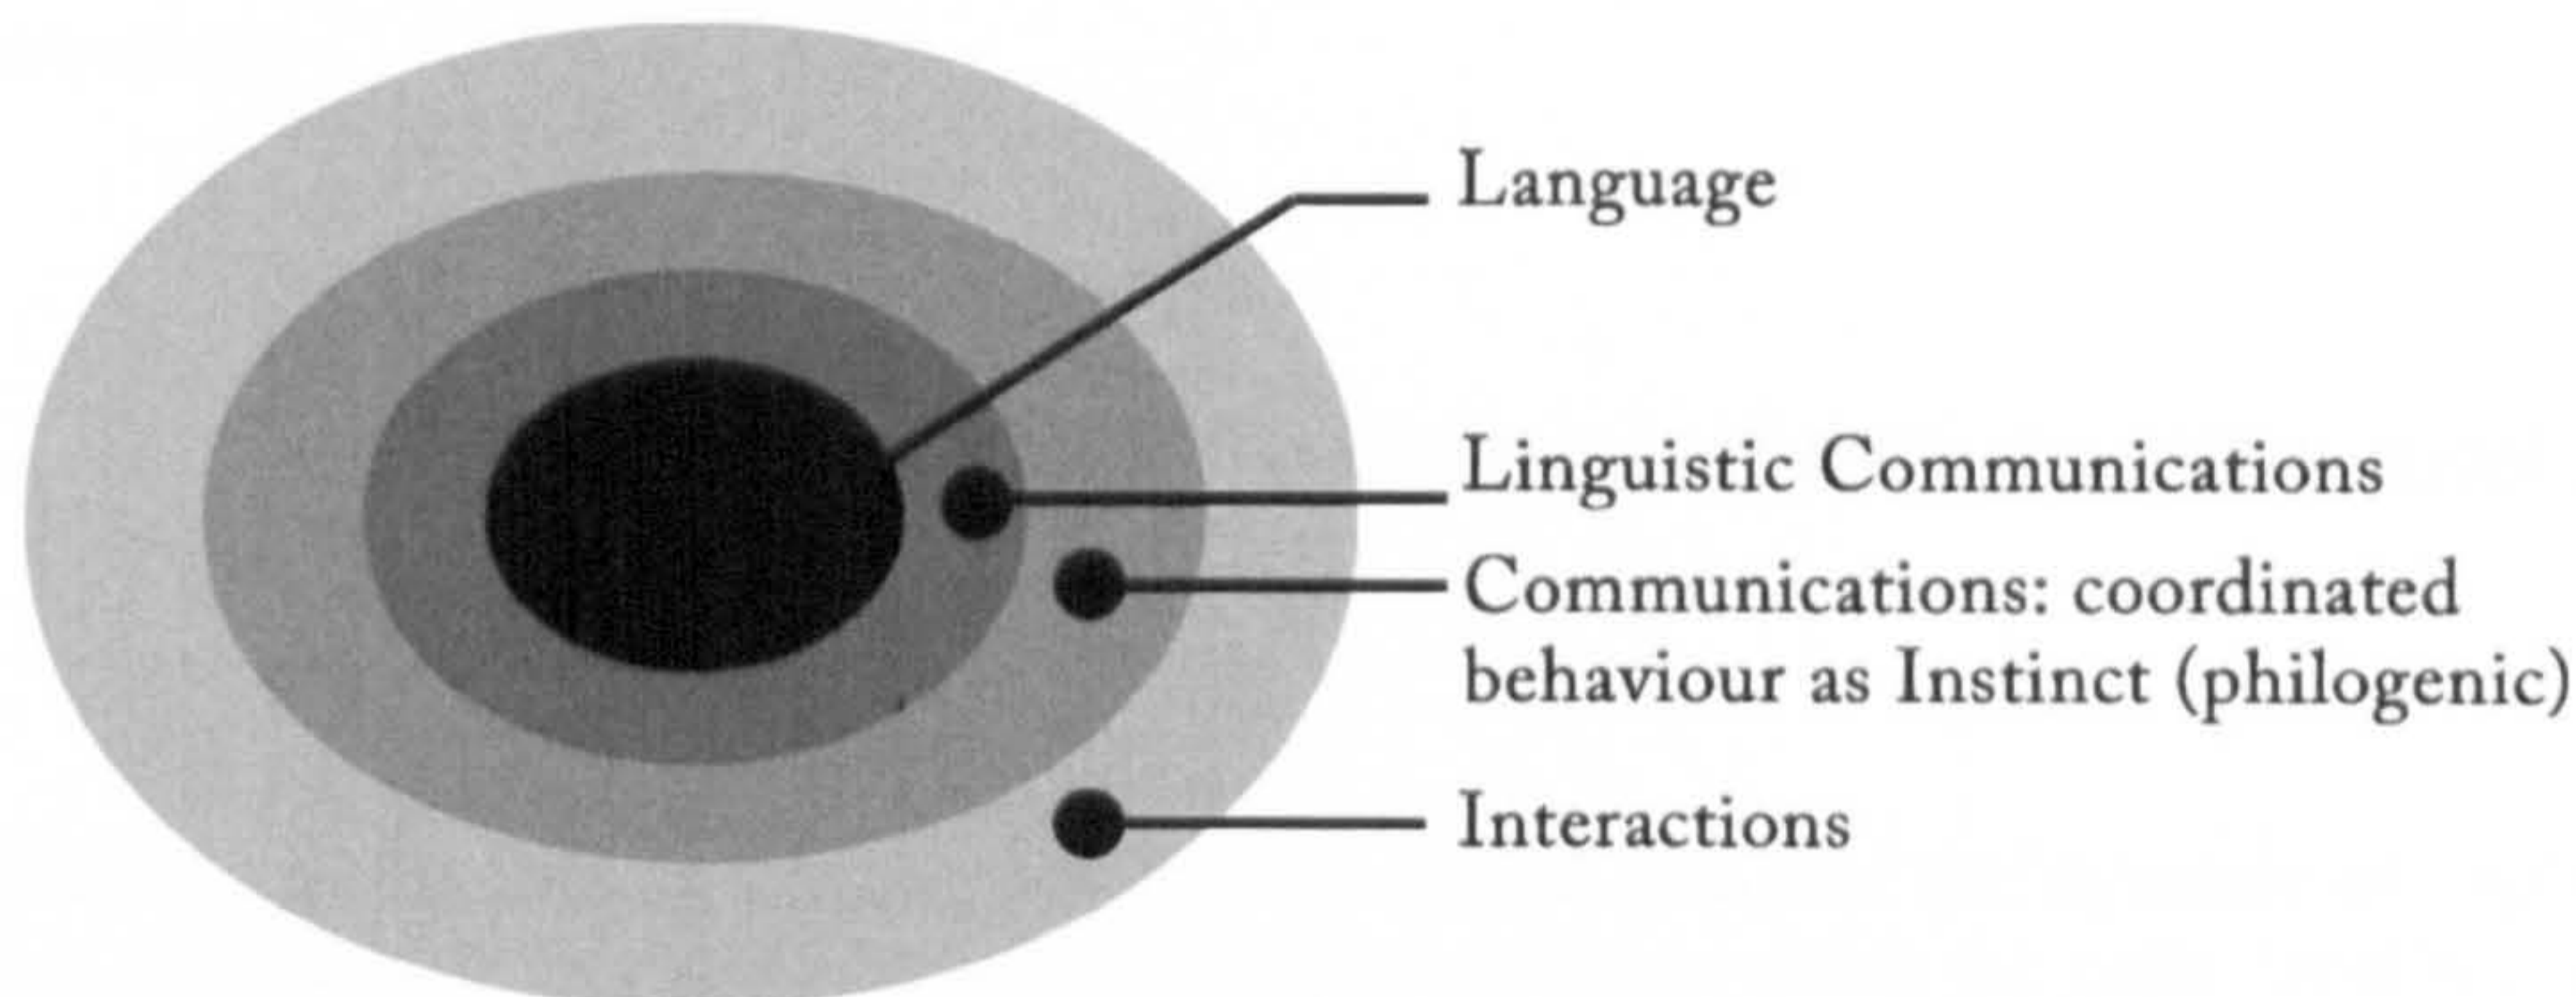 Language
Linguistic Communications
Communications: coordinated
behaviour as Instinct (philogenic)
Interactions